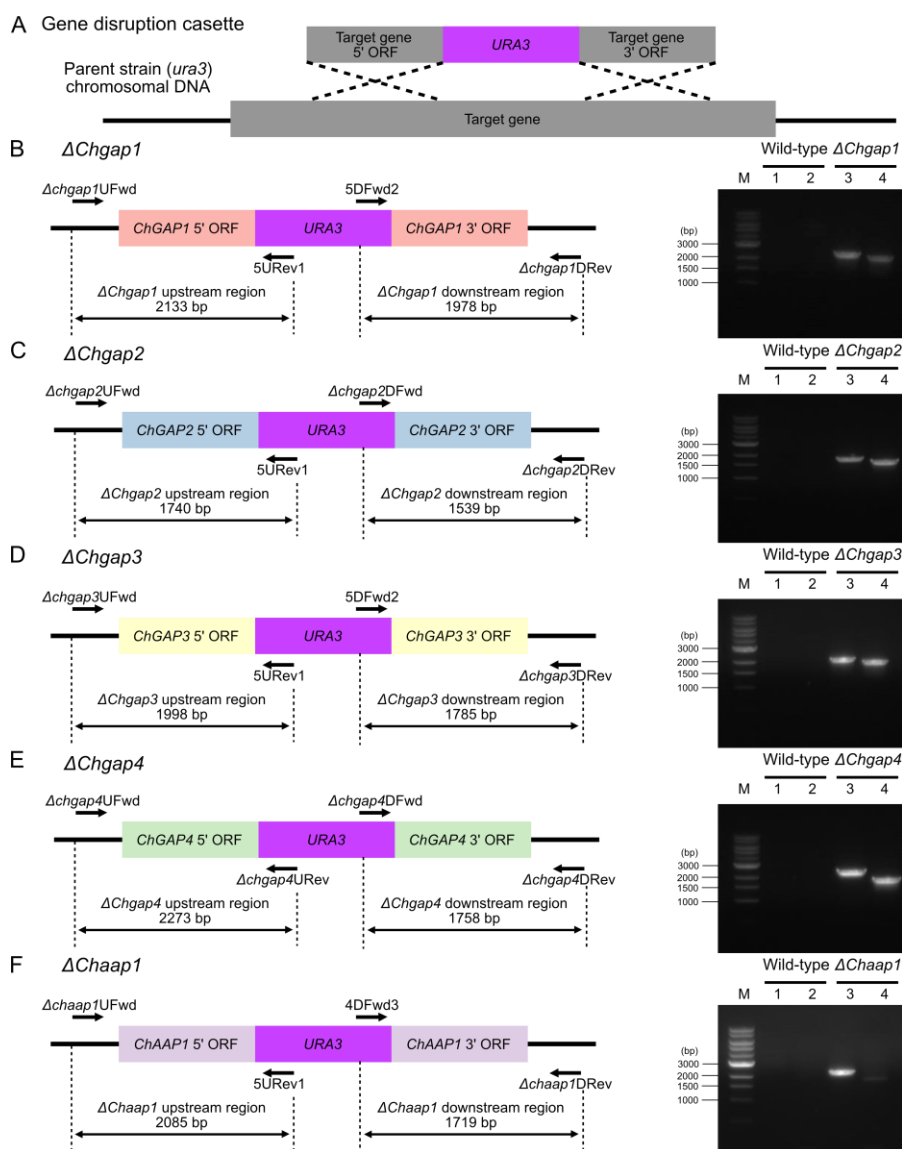 A Gene disruption casette
Target gene
5' ORF
URA3
Target gene
3' ORF
Parent strain (ura3)
chromosomal DNA
Target gene
B ΔChgap1
Δchgap1UFwd
5DFwd2
ChGAP1 5' ORF
URA3
ChGAP1 3' ORF
5URev1
Δchgap1DRev
ΔChgap1 upstream region
2133 bp
ΔChgap1 downstream region
1978 bp
Wild-type ΔChgap1
M 1 2 3 4
(bp)
3000
2000
1500
1000
C ΔChgap2
Δchgap2UFwd
Δchgap2DFwd
ChGAP2 5' ORF
URA3
ChGAP2 3' ORF
5URev1
Δchgap2DRev
ΔChgap2 upstream region
1740 bp
ΔChgap2 downstream region
1539 bp
Wild-type ΔChgap2
M 1 2 3 4
(bp)
3000
2000
1500
1000
D ΔChgap3
Δchgap3UFwd
5DFwd2
ChGAP3 5' ORF
URA3
ChGAP3 3' ORF
5URev1
Δchgap3DRev
ΔChgap3 upstream region
1998 bp
ΔChgap3 downstream region
1785 bp
Wild-type ΔChgap3
M 1 2 3 4
(bp)
3000
2000
1500
1000
E ΔChgap4
Δchgap4UFwd
Δchgap4DFwd
ChGAP4 5' ORF
URA3
ChGAP4 3' ORF
Δchgap4URev
Δchgap4DRev
ΔChgap4 upstream region
2273 bp
ΔChgap4 downstream region
1758 bp
Wild-type ΔChgap4
M 1 2 3 4
(bp)
3000
2000
1500
1000
F ΔChaap1
Δchaap1UFwd
4DFwd3
ChAAP1 5' ORF
URA3
ChAAP1 3' ORF
5URev1
Δchaap1DRev
ΔChaap1 upstream region
2085 bp
ΔChaap1 downstream region
1719 bp
Wild-type ΔChaap1
M 1 2 3 4
(bp)
3000
2000
1500
1000